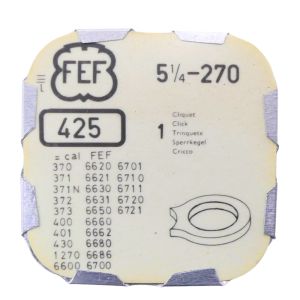 FEF
5¼-270
425
1
Cliquet
Click
Trinquete
Sperrkegel
Cricco
= cal FEF
370 6620 6701
371 6621 6710
371N 6630 6711
372 6631 6720
373 6650 6721
400 6660
401 6662
430 6680
1270 6686
6600 6700